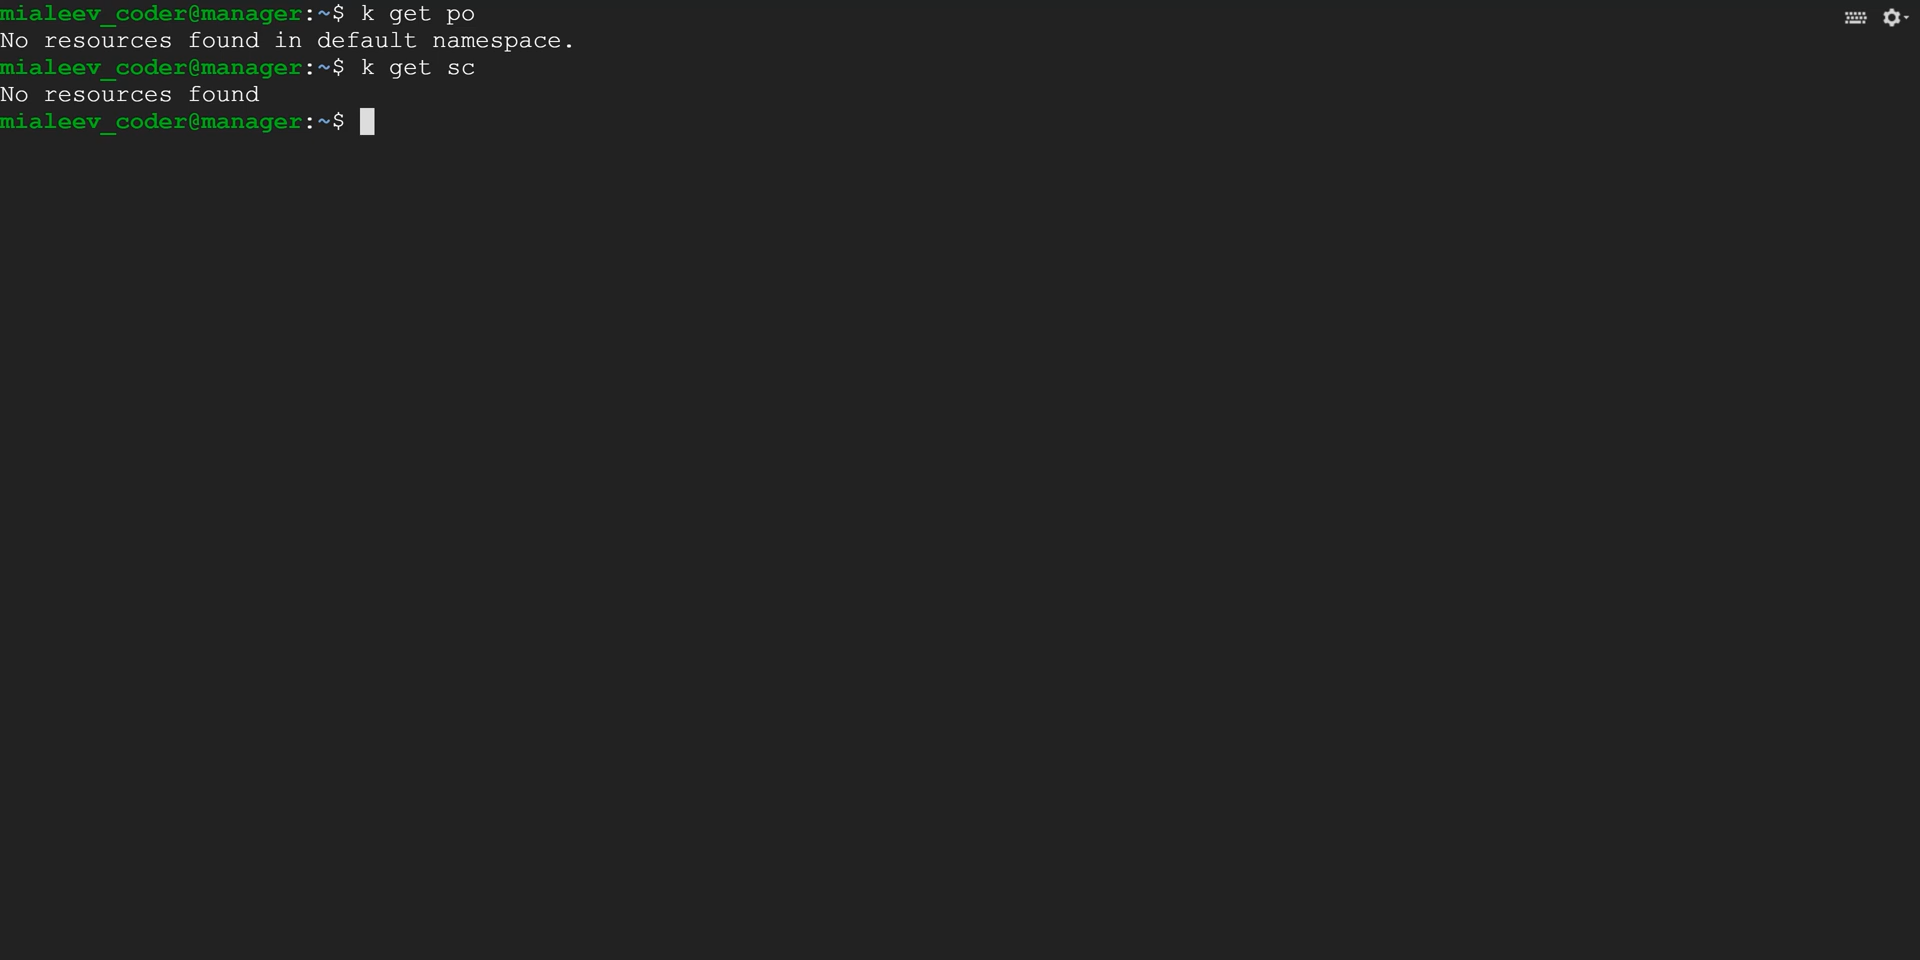 mialeev_coder@manager:~$ k get po
No resources found in default namespace.
mialeev_coder@manager:~$ k get sc
No resources found
mialeev_coder@manager:~$